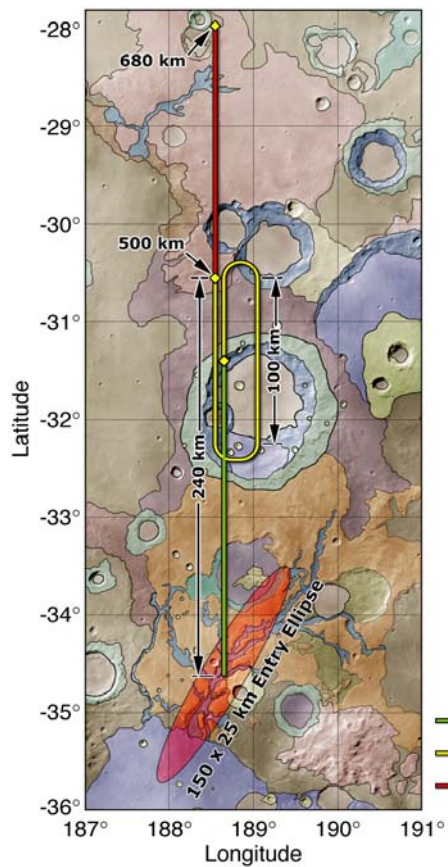 -28°
680 km
-29°
-30°
500 km
-31°
100 km
-32°
240 km
-33°
-34°
150 x 25 km Entry Ellipse
-35°
-36°
187°
188°
189°
190°
191°
Latitude
Longitude